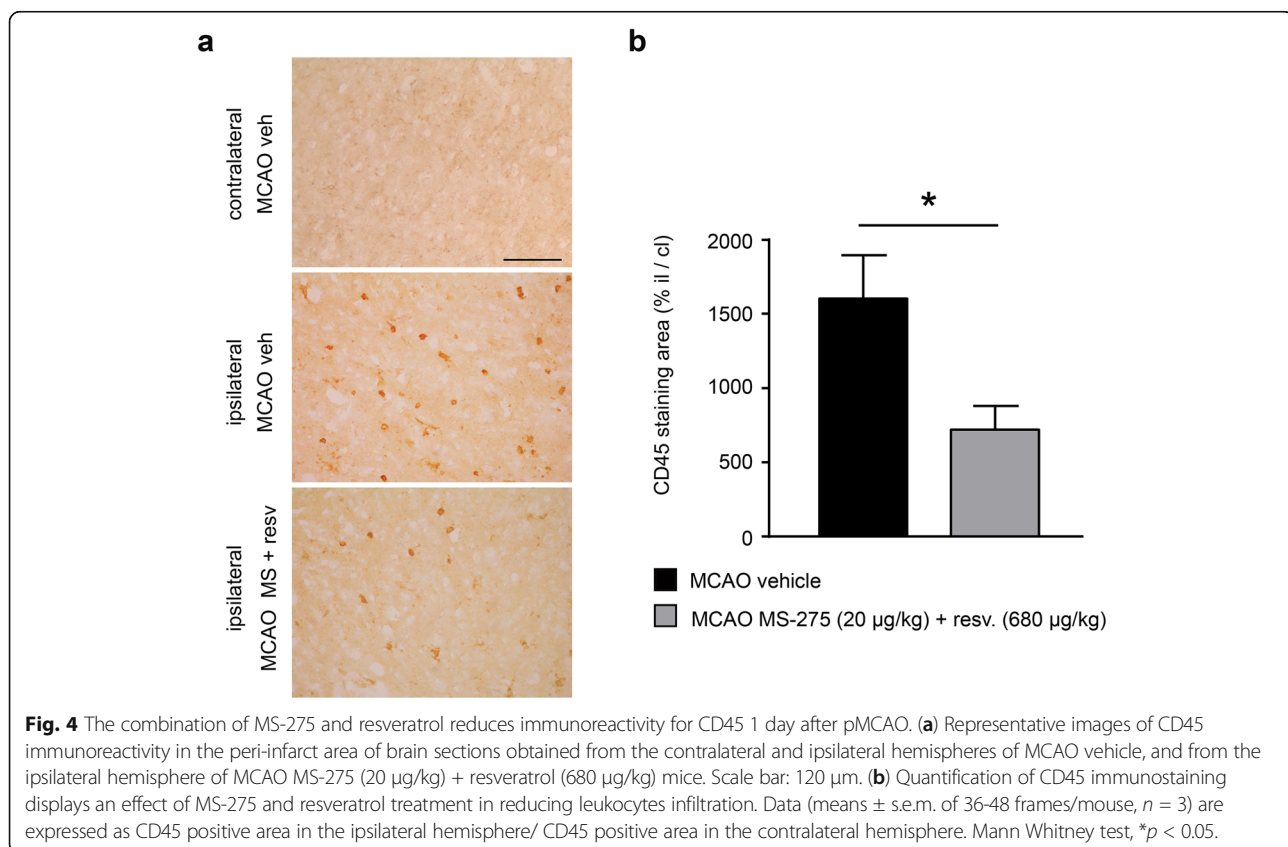 a
contralateral
MCAO veh
ipsilateral
MCAO veh
ipsilateral
MCAO MS + resv
b
*
CD45 staining area (% il / cl)
2000
1500
1000
500
0
MCAO vehicle
MCAO MS-275 (20 µg/kg) + resv. (680 µg/kg)
Fig. 4 The combination of MS-275 and resveratrol reduces immunoreactivity for CD45 1 day after pMCAO. (a) Representative images of CD45
immunoreactivity in the peri-infarct area of brain sections obtained from the contralateral and ipsilateral hemispheres of MCAO vehicle, and from the
ipsilateral hemisphere of MCAO MS-275 (20 µg/kg) + resveratrol (680 µg/kg) mice. Scale bar: 120 µm. (b) Quantification of CD45 immunostaining
displays an effect of MS-275 and resveratrol treatment in reducing leukocytes infiltration. Data (means ± s.e.m. of 36-48 frames/mouse, n = 3) are
expressed as CD45 positive area in the ipsilateral hemisphere/ CD45 positive area in the contralateral hemisphere. Mann Whitney test, *p < 0.05.